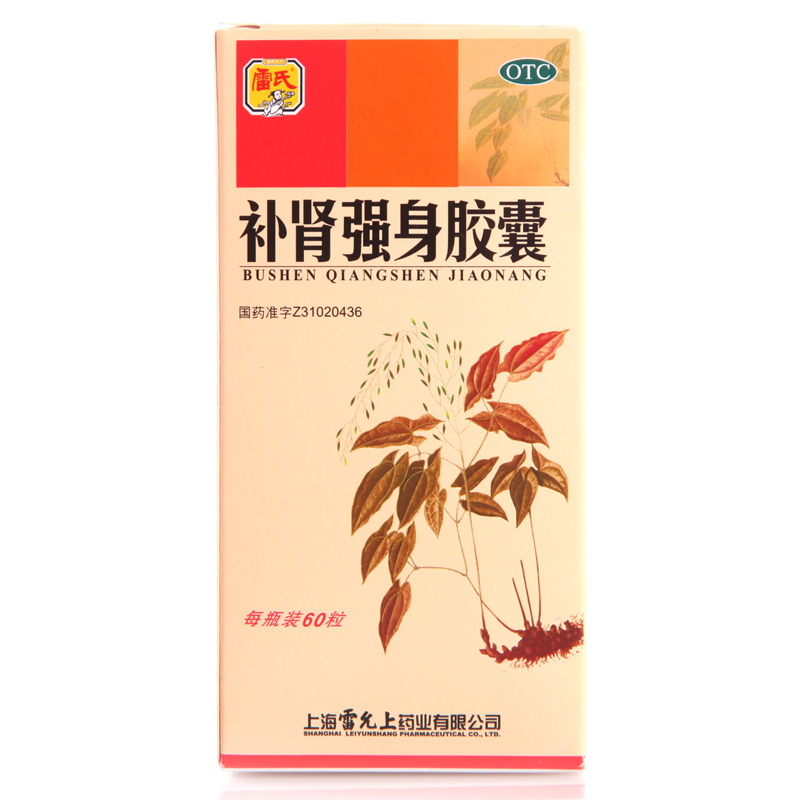 雷氏
OTC
补肾强身胶囊
BUSHEN QIANGSHEN JIAONANG
国药准字Z31020436
每瓶装60粒
上海雷允上药业有限公司
SHANGHAI LEIYUNSHANG PHARMACEUTICAL CO., LTD.